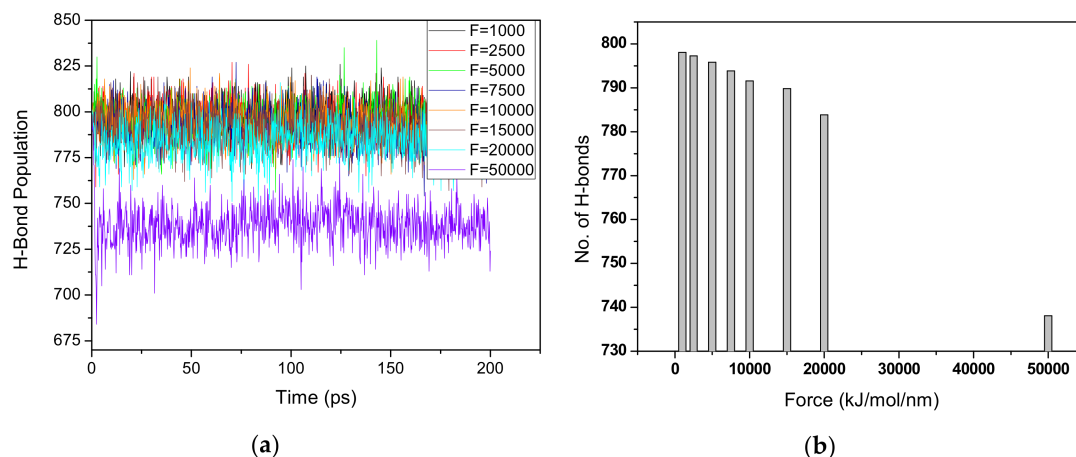 850
825
800
775
750
725
700
675
H-Bond Population
0
50
100
150
200
Time (ps)
F=1000
F=2500
F=5000
F=7500
F=10000
F=15000
F=20000
F=50000
(a)
800
790
780
770
760
750
740
730
No. of H-bonds
0
10000
20000
30000
40000
50000
Force (kJ/mol/nm)
(b)